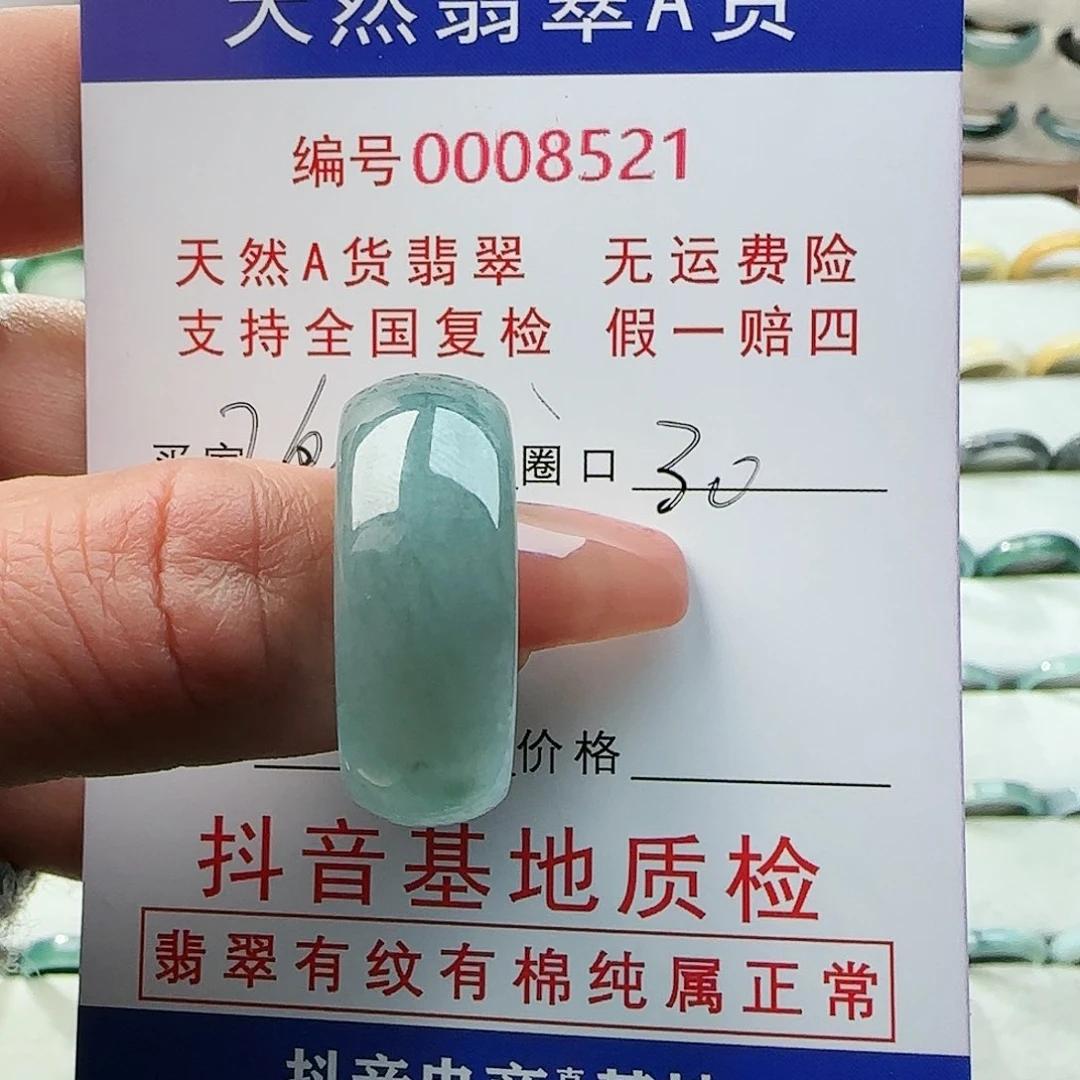 天然翡翠A货
编号0008521
天然A货翡翠 无运费险
支持全国复检 假一赔四
买家 圈口 30
价格
抖音基地质检
翡翠有纹有棉纯属正常